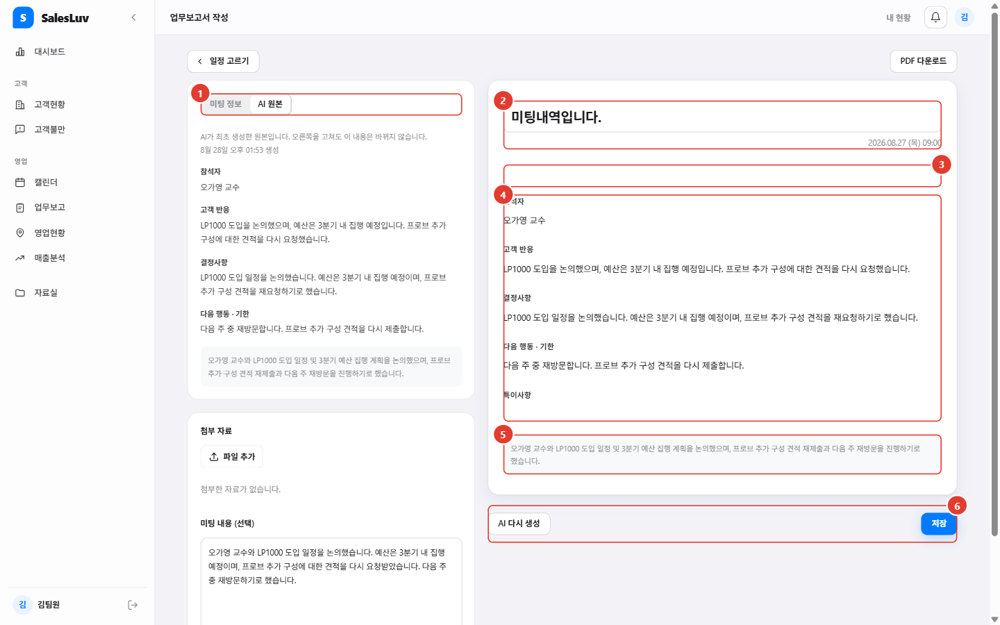 S SalesLuv
대시보드
고객
고객현황
고객불만
영업
캘린더
업무보고
영업현황
매출분석
자료실
김 김팀원
업무보고서 작성
내 현황
김
일정 고르기
PDF 다운로드
1
미팅 정보 AI 원본
AI가 최초 생성한 원본입니다. 오른쪽을 고쳐도 이 내용은 바뀌지 않습니다.
8월 28일 오후 01:53 생성
참석자
오가영 교수
고객 반응
LP1000 도입을 논의했으며, 예산은 3분기 내 집행 예정입니다. 프로브 추가
구성에 대한 견적을 다시 요청했습니다.
결정사항
LP1000 도입 일정을 논의했습니다. 예산은 3분기 내 집행 예정이며, 프로브
추가 구성 견적을 재요청하기로 했습니다.
다음 행동 · 기한
다음 주 중 재방문합니다. 프로브 추가 구성 견적을 다시 제출합니다.
오가영 교수와 LP1000 도입 일정 및 3분기 예산 집행 계획을 논의했으며, 프로브
추가 구성 견적 재제출과 다음 주 재방문을 진행하기로 했습니다.
첨부 자료
파일 추가
첨부한 자료가 없습니다.
미팅 내용 (선택)
오가영 교수와 LP1000 도입 일정을 논의했습니다. 예산은 3분기 내 집행
예정이며, 프로브 추가 구성에 대한 견적을 다시 요청받았습니다. 다음 주
중 재방문하기로 했습니다.
2
미팅내역입니다.
2026.08.27 (목) 09:00
3
4
석자
오가영 교수
고객 반응
LP1000 도입을 논의했으며, 예산은 3분기 내 집행 예정입니다. 프로브 추가 구성에 대한 견적을 다시 요청했습니다.
결정사항
LP1000 도입 일정을 논의했습니다. 예산은 3분기 내 집행 예정이며, 프로브 추가 구성 견적을 재요청하기로 했습니다.
다음 행동 · 기한
다음 주 중 재방문합니다. 프로브 추가 구성 견적을 다시 제출합니다.
특이사항
5
오가영 교수와 LP1000 도입 일정 및 3분기 예산 집행 계획을 논의했으며, 프로브 추가 구성 견적 재제출과 다음 주 재방문을 진행하기로
했습니다.
6
AI 다시 생성
저장